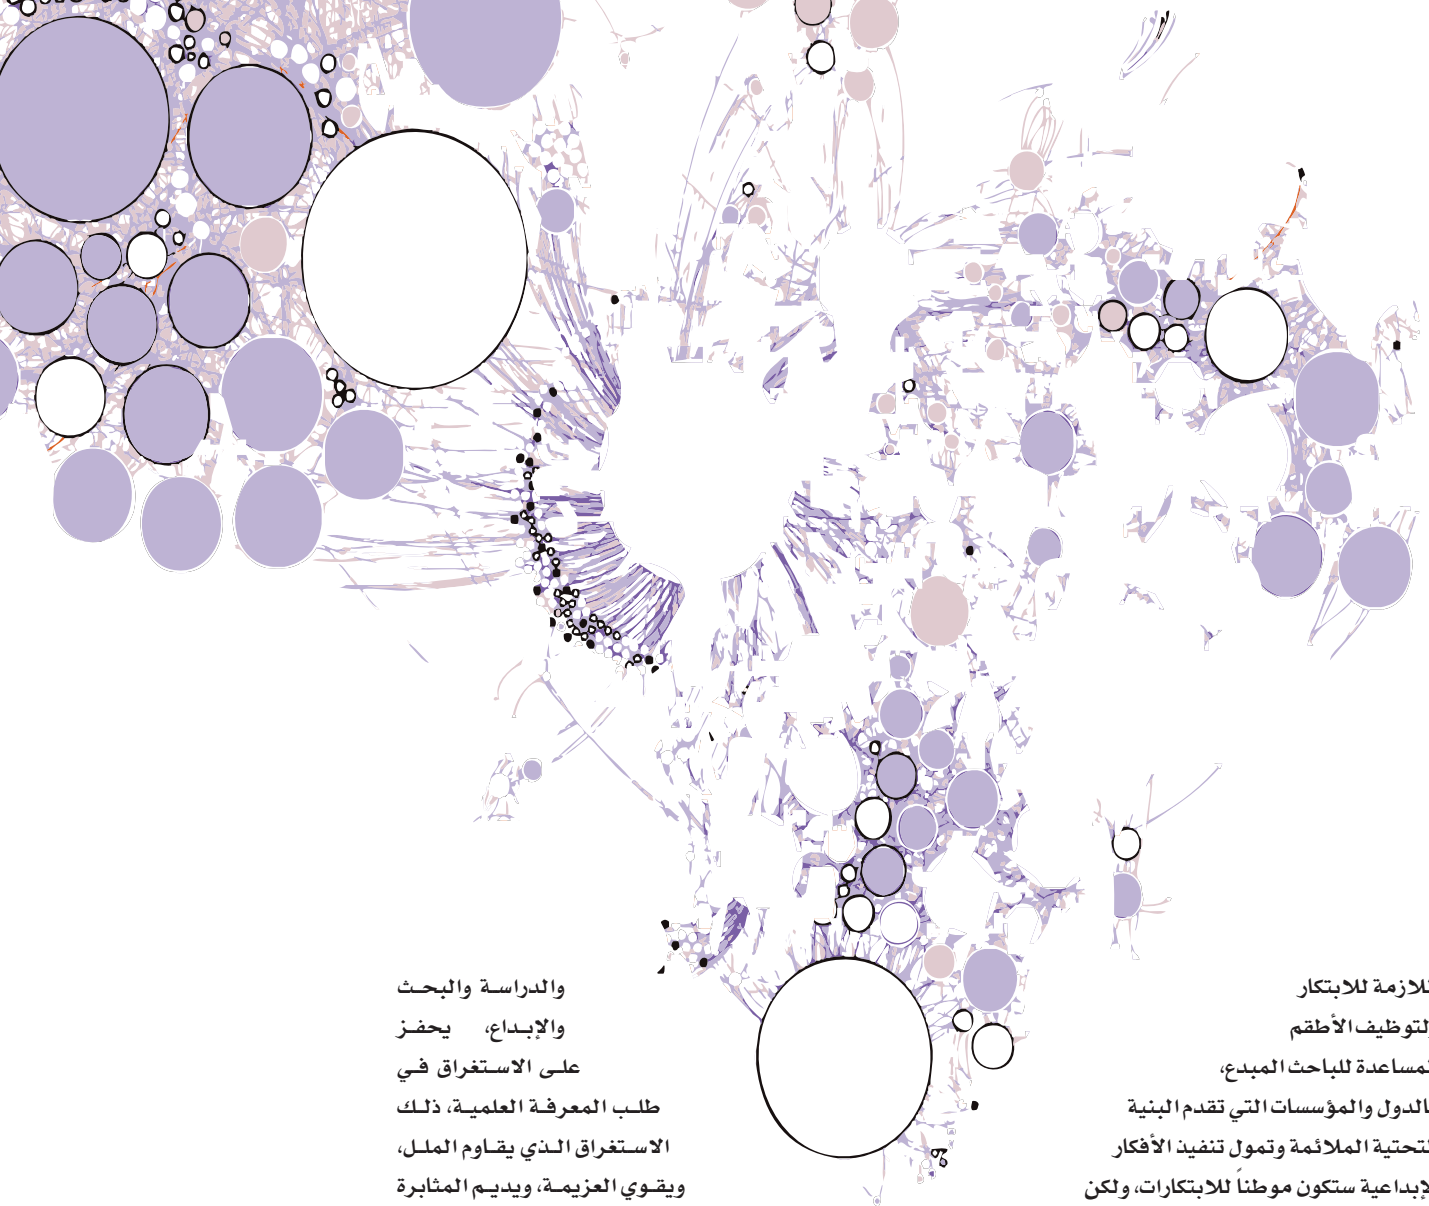 للازمة للابتكار
لتوظيف الأطقم
لمساعدة للباحث المبدع،
الدول والمؤسسات التي تقدم البنية
لتحتية الملائمة وتمول تنفيذ الأفكار
لإبداعية ستكون موطناً للابتكارات، ولكن
والدراسة والبحث
والإبداع، يحفز
على الاستغراق في
طلب المعرفة العلمية، ذلك
الاستغراق الذي يقاوم الملل،
ويقوي العزيمة، ويديم المثابرة